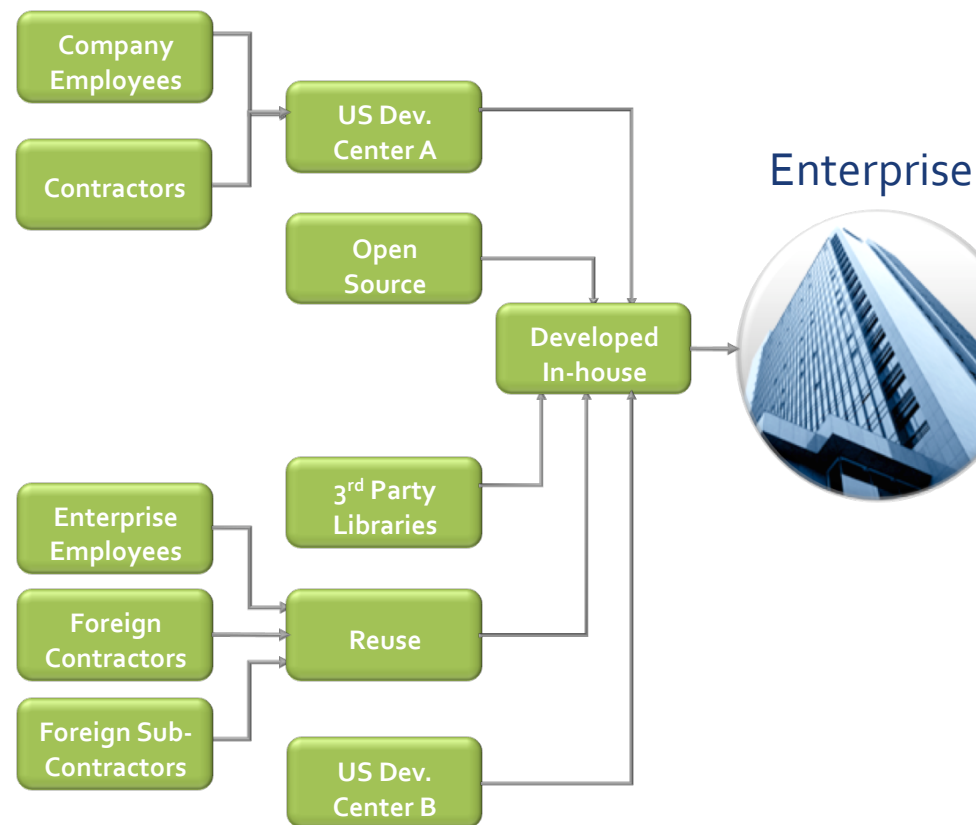 Company
Employees
US Dev.
Center A
Contractors
Enterprise
Open
Source
Developed
In-house
3rd Party
Libraries
Enterprise
Employees
Foreign
Contractors
Reuse
Foreign Sub-
Contractors
US Dev.
Center B